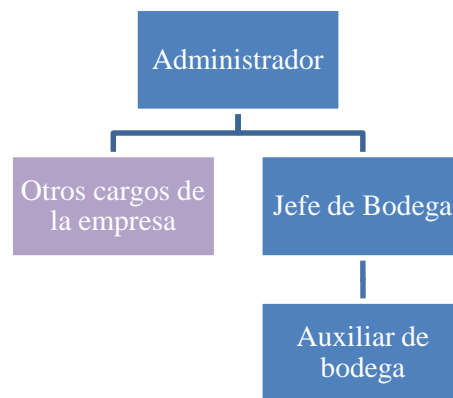 Administrador
Otros cargos de
la empresa
Jefe de Bodega
Auxiliar de
bodega